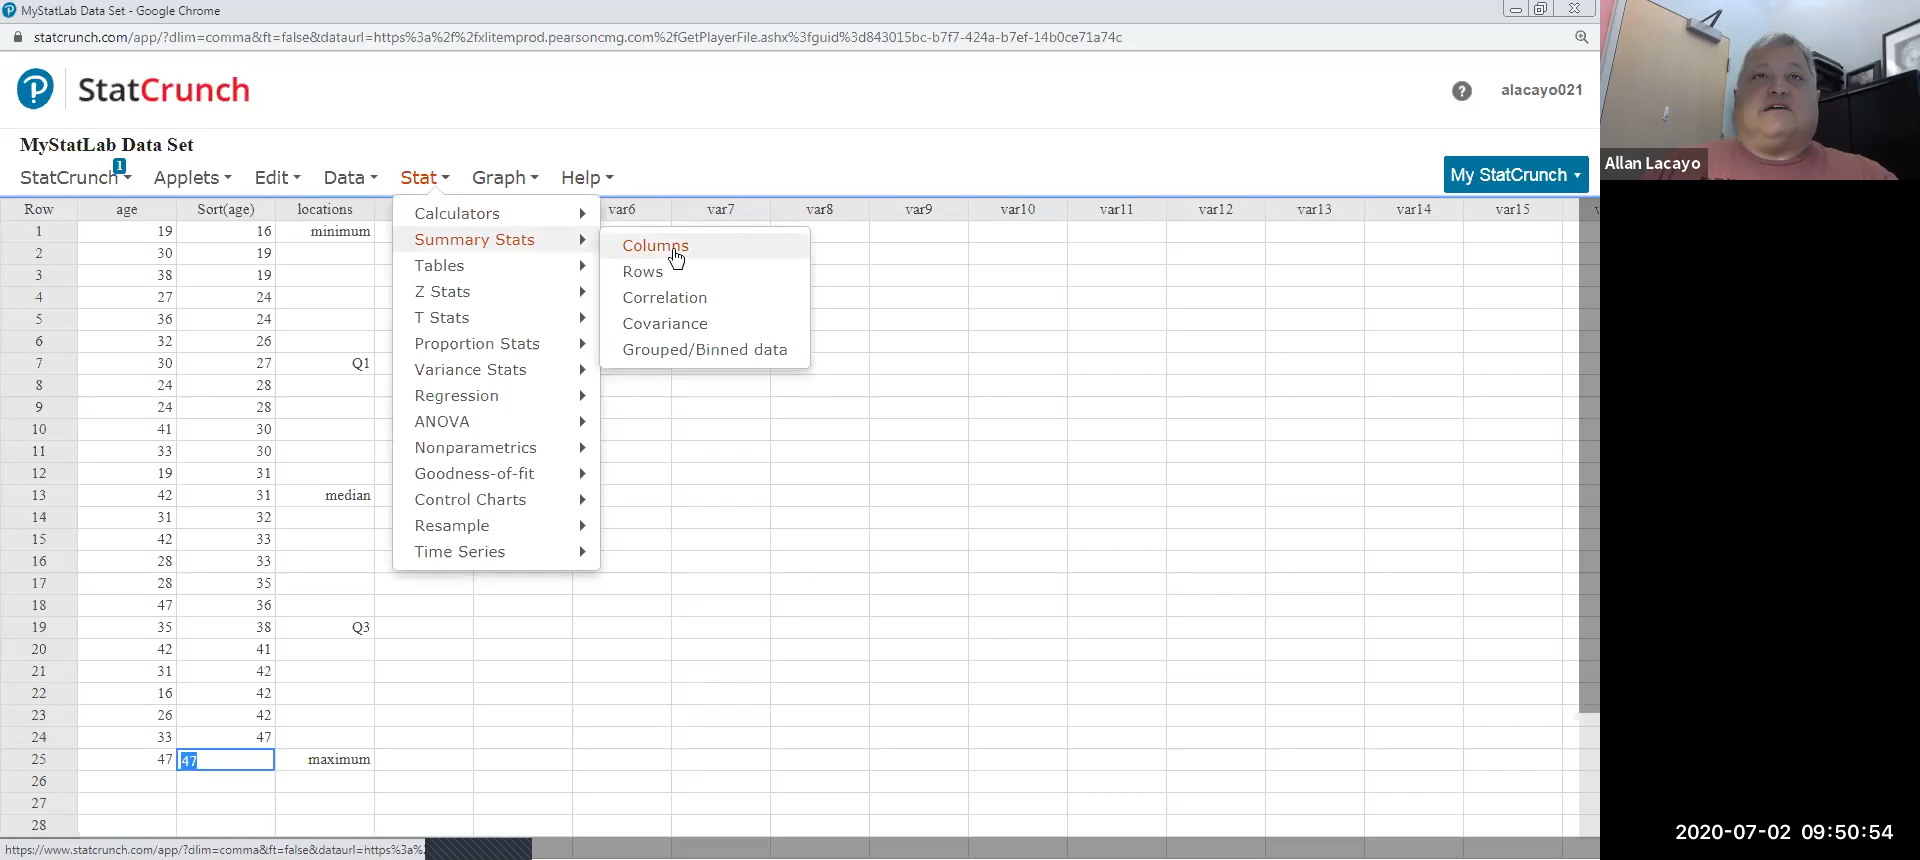 MyStatLab Data Set - Google Chrome
statcrunch.com/app/?dlim=comma&ft=false&dataurl=https%3a%2f%2fxlitemprod.pearsoncmg.com%2fGetPlayerFile.ashx%3fguid%3d843015bc-b7f7-424a-b7ef-14b0ce71a74c
P StatCrunch
? alacayo021
Allan Lacayo
MyStatLab Data Set
StatCrunch 1 Applets Edit Data Stat Graph Help My StatCrunch
Row age Sort(age) locations var6 var7 var8 var9 var10 var11 var12 var13 var14 var15
Calculators
Summary Stats
Tables
Z Stats
T Stats
Proportion Stats
Variance Stats
Regression
ANOVA
Nonparametrics
Goodness-of-fit
Control Charts
Resample
Time Series
Columns
Rows
Correlation
Covariance
Grouped/Binned data
1 19 16 minimum
2 30 19
3 38 19
4 27 24
5 36 24
6 32 26
7 30 27 Q1
8 24 28
9 24 28
10 41 30
11 33 30
12 19 31
13 42 31 median
14 31 32
15 42 33
16 28 33
17 28 35
18 47 36
19 35 38 Q3
20 42 41
21 31 42
22 16 42
23 26 42
24 33 47
25 47 47 maximum
26
27
28
https://www.statcrunch.com/app/?dlim=comma&ft=false&dataurl=https%3a%2
2020-07-02 09:50:54